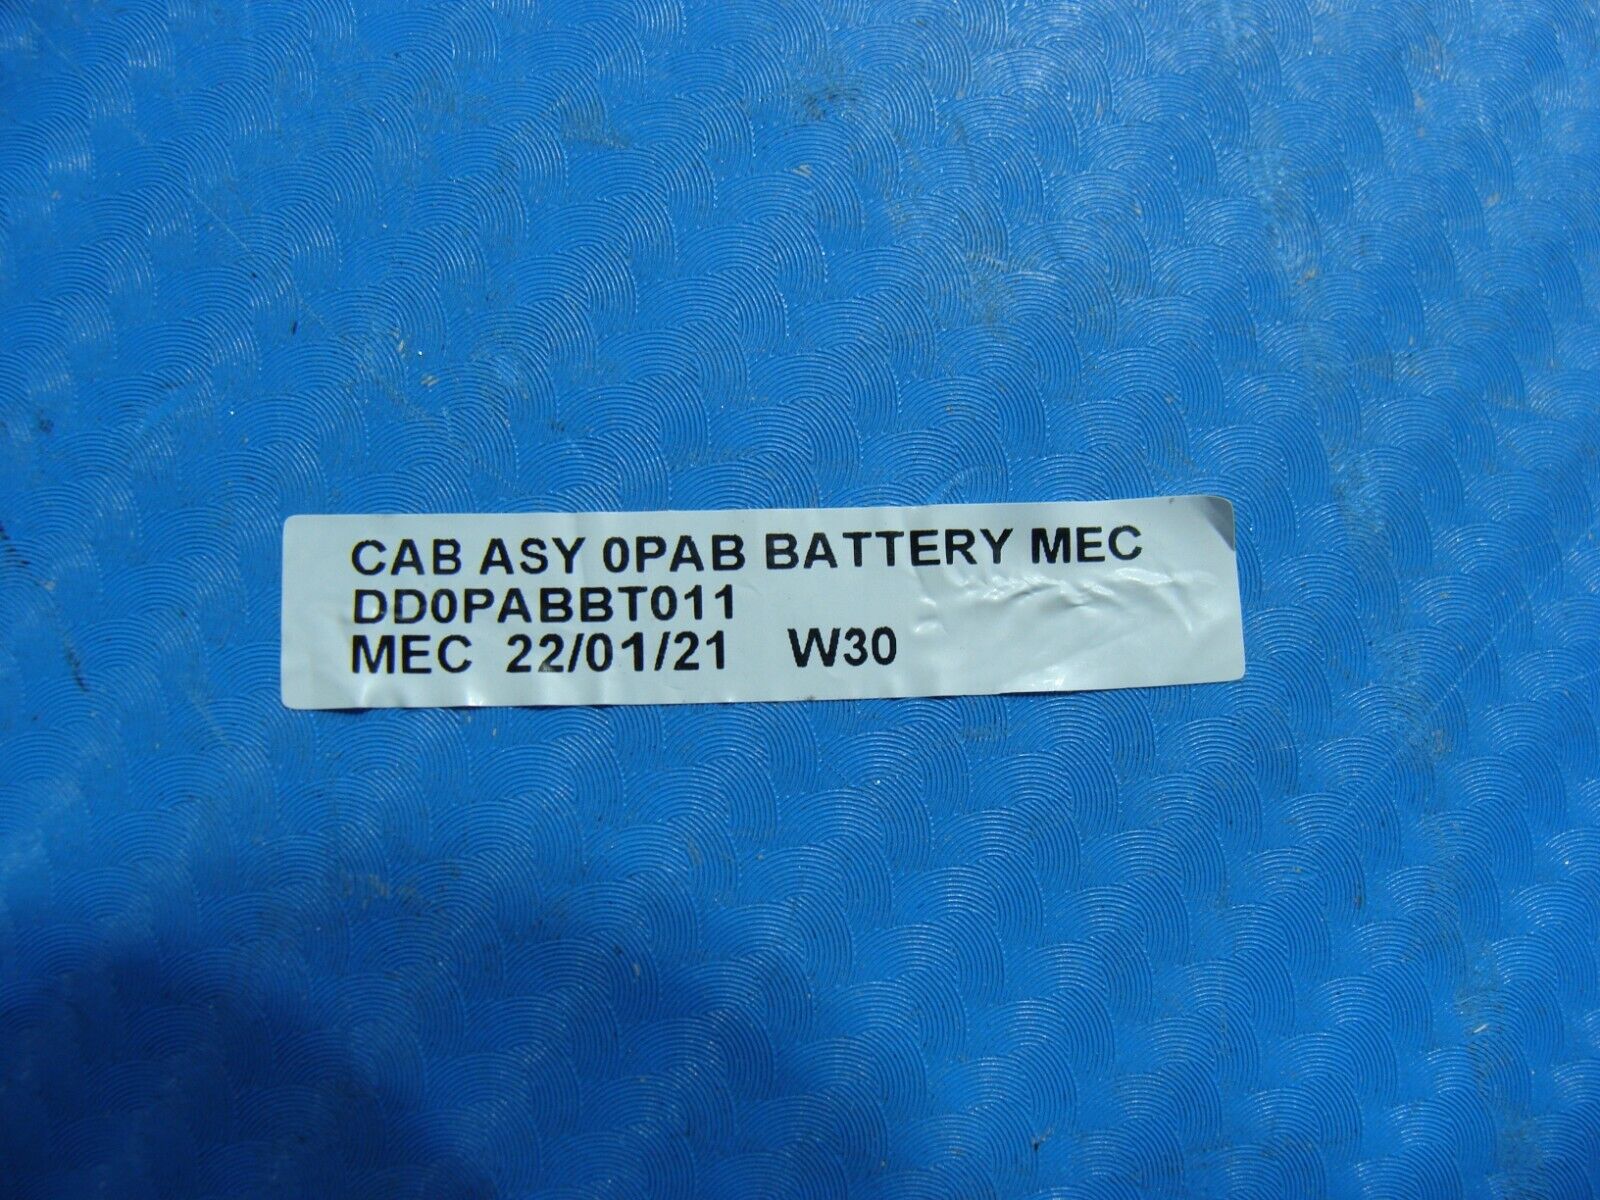 CAB ASY 0PAB BATTERY MEC
DD0PABBT011
MEC 22/01/21 W30